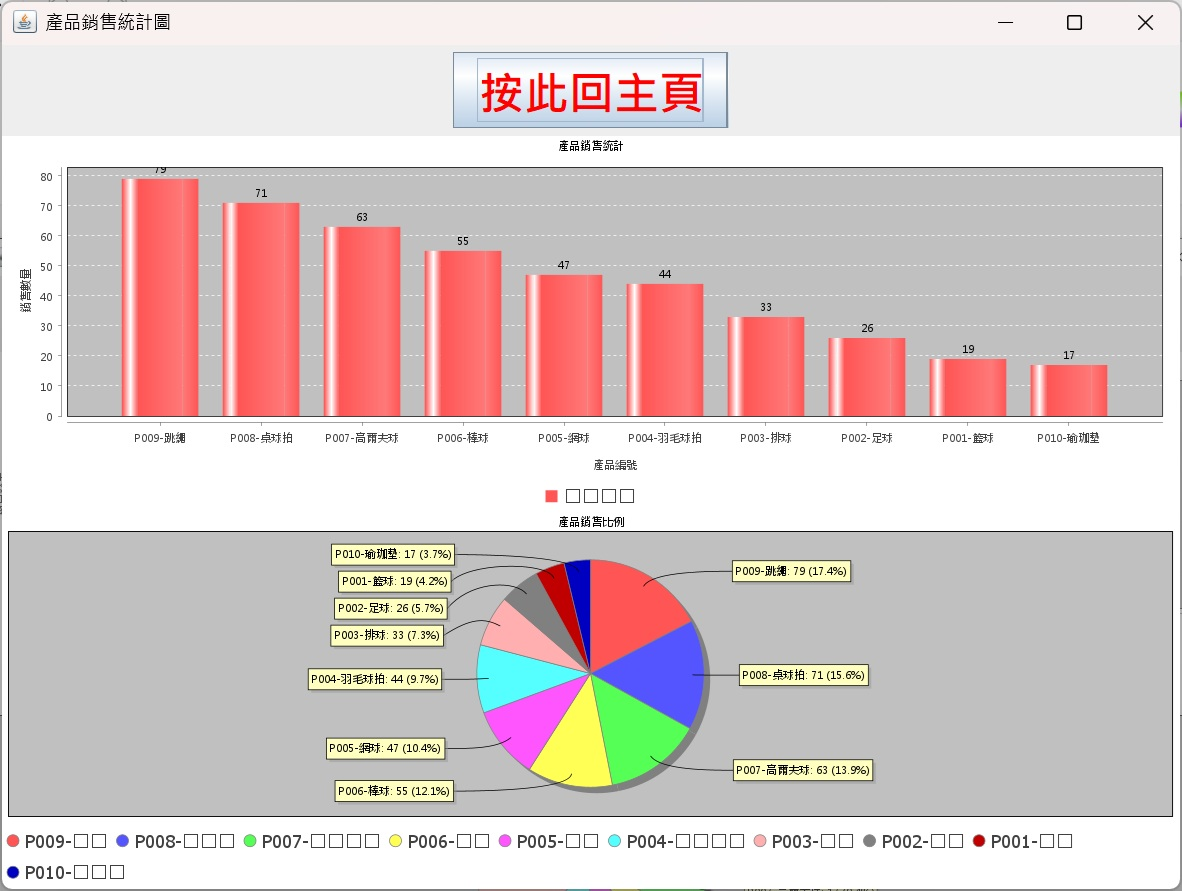 產品銷售統計圖
按此回主頁
產品銷售統計
銷售數量
80
70
60
50
40
30
20
10
0
79
71
63
55
47
44
33
26
19
17
P009-跳繩
P008-桌球拍
P007-高爾夫球
P006-棒球
P005-網球
P004-羽毛球拍
P003-排球
P002-足球
P001-籃球
P010-瑜珈墊
產品編號
□□□□
產品銷售比例
P010-瑜珈墊: 17 (3.7%)
P001-籃球: 19 (4.2%)
P002-足球: 26 (5.7%)
P003-排球: 33 (7.3%)
P004-羽毛球拍: 44 (9.7%)
P005-網球: 47 (10.4%)
P006-棒球: 55 (12.1%)
P009-跳繩: 79 (17.4%)
P008-桌球拍: 71 (15.6%)
P007-高爾夫球: 63 (13.9%)
P009-□□ P008-□□□ P007-□□□□ P006-□□ P005-□□ P004-□□□□ P003-□□ P002-□□ P001-□□
P010-□□□